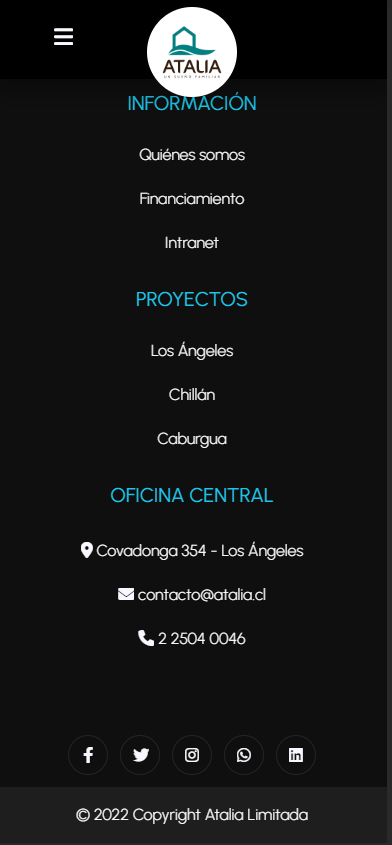 ATALIA
UN SUEÑO FAMILIAR
INFORMACIÓN
Quiénes somos
Financiamiento
Intranet
PROYECTOS
Los Ángeles
Chillán
Caburgua
OFICINA CENTRAL
Covadonga 354 - Los Ángeles
contacto@atalia.cl
2 2504 0046
© 2022 Copyright Atalia Limitada